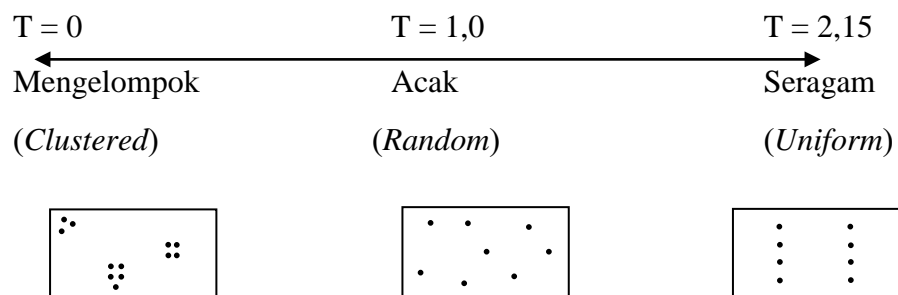 T = 0 T = 1,0 T = 2,15
Mengelompok Acak Seragam
(Clustered) (Random) (Uniform)